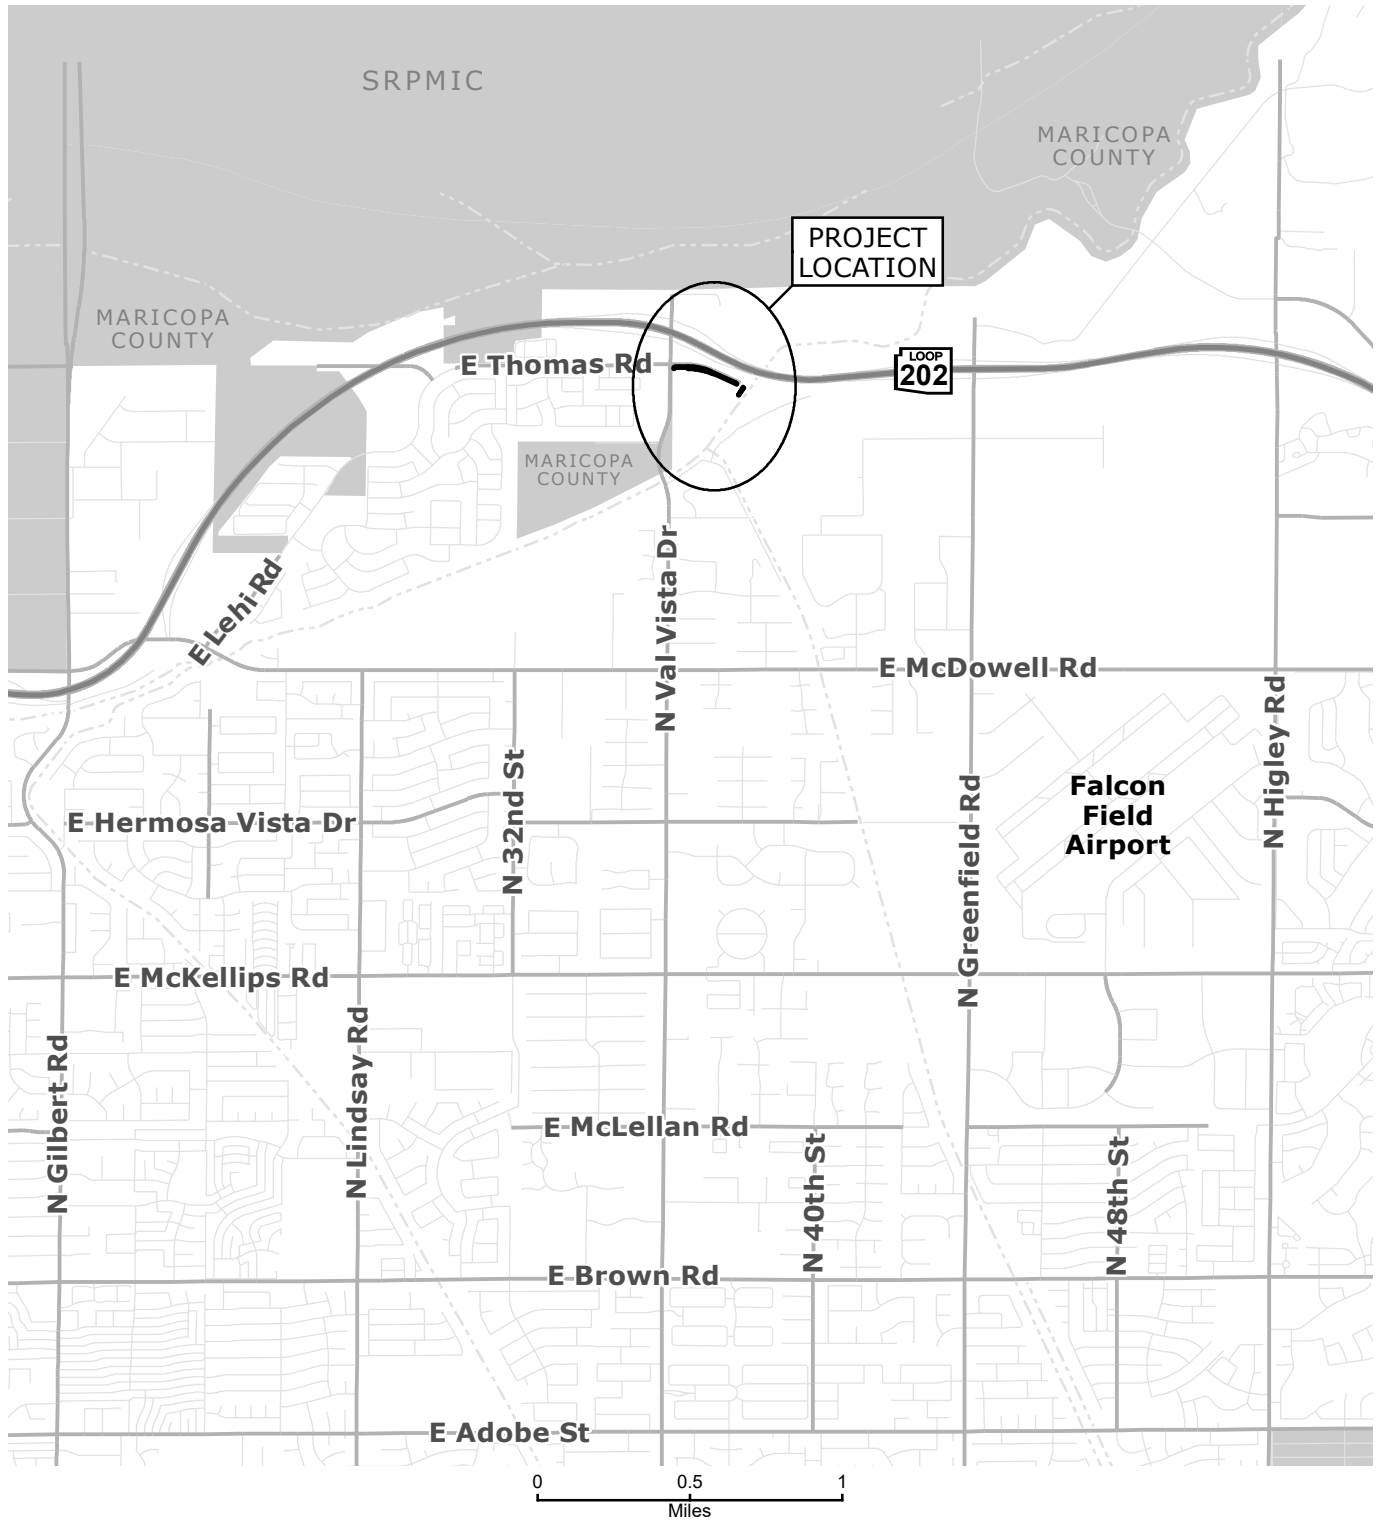 SRPMIC
MARICOPA
COUNTY
PROJECT
LOCATION
MARICOPA
COUNTY
E Thomas Rd
LOOP
202
MARICOPA
COUNTY
E Lehi Rd
N Val Vista Dr
E McDowell Rd
N Higley Rd
N 32nd St
Falcon
Field
Airport
E Hermosa Vista Dr
N Greenfield Rd
E McKellips Rd
N Gilbert Rd
N Lindsay Rd
E McLellan Rd
N 40th St
N 48th St
E Brown Rd
E Adobe St
0 0.5 1
Miles